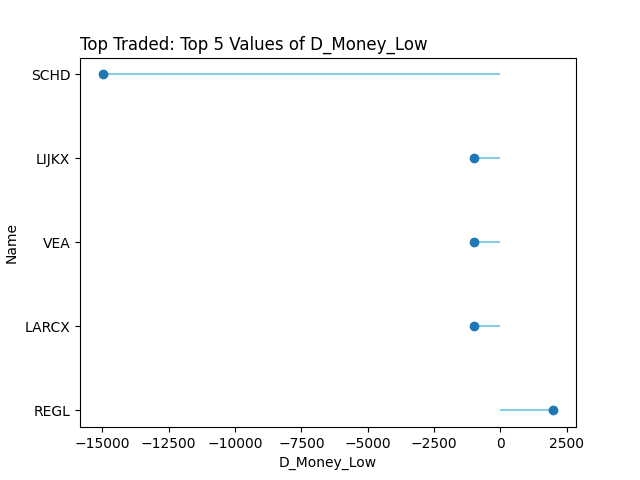 Top Traded: Top 5 Values of D_Money_Low
SCHD
LIJKX
VEA
LARCX
REGL
Name
−15000 −12500 −10000 −7500 −5000 −2500 0 2500
D_Money_Low